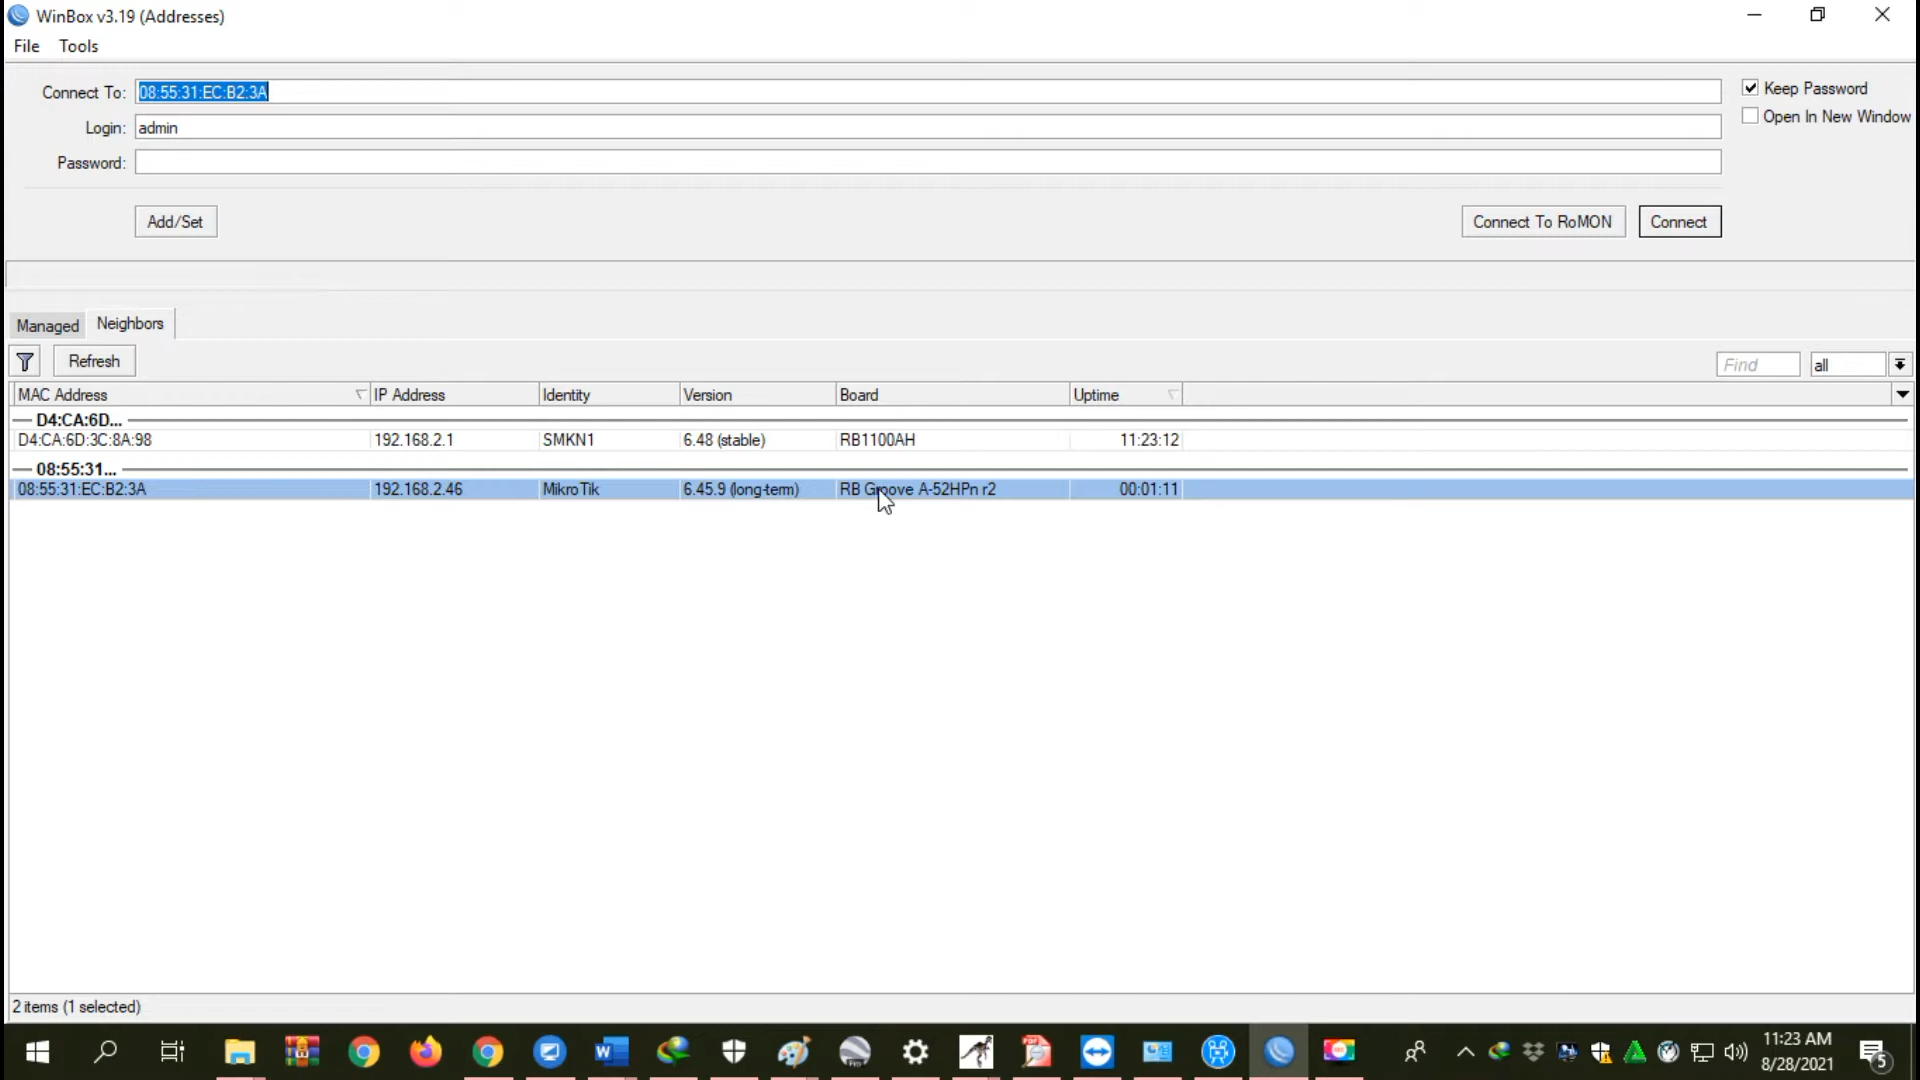 WinBox v3.19 (Addresses)
File Tools
Connect To: 08:55:31:EC:B2:3A
Keep Password
Open In New Window
Login: admin
Password:
Add/Set
Connect To RoMON
Connect
Managed
Neighbors
Refresh
Find
all
MAC Address IP Address Identity Version Board Uptime
D4:CA:6D...
D4:CA:6D:3C:8A:98 192.168.2.1 SMKN1 6.48 (stable) RB1100AH 11:23:12
08:55:31...
08:55:31:EC:B2:3A 192.168.2.46 MikroTik 6.45.9 (long-term) RB Groove A-52HPn r2 00:01:11
2 items (1 selected)
11:23 AM
8/28/2021
5